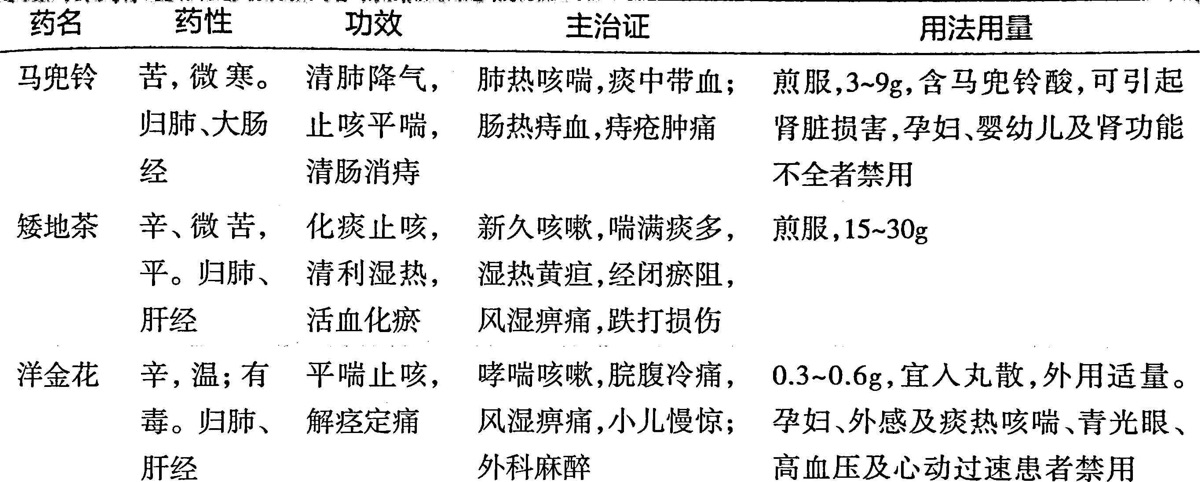 药名 药性 功效 主治证 用法用量
马兜铃 苦，微寒。 清肺降气， 肺热咳喘，痰中带血； 煎服，3~9g，含马兜铃酸，可引起
归肺、大肠 止咳平喘， 肠热痔血，痔疮肿痛 肾脏损害，孕妇、婴幼儿及肾功能
经 清肠消痔 不全者禁用
矮地茶 辛、微苦， 化痰止咳， 新久咳嗽，喘满痰多， 煎服，15~30g
平。归肺、 清利湿热， 湿热黄疸，经闭瘀阻，
肝经 活血化瘀 风湿痹痛，跌打损伤
洋金花 辛，温；有 平喘止咳， 哮喘咳嗽，脘腹冷痛， 0.3~0.6g，宜入丸散，外用适量。
毒。归肺、 解痉定痛 风湿痹痛，小儿慢惊； 孕妇、外感及痰热咳喘、青光眼、
肝经 外科麻醉 高血压及心动过速患者禁用